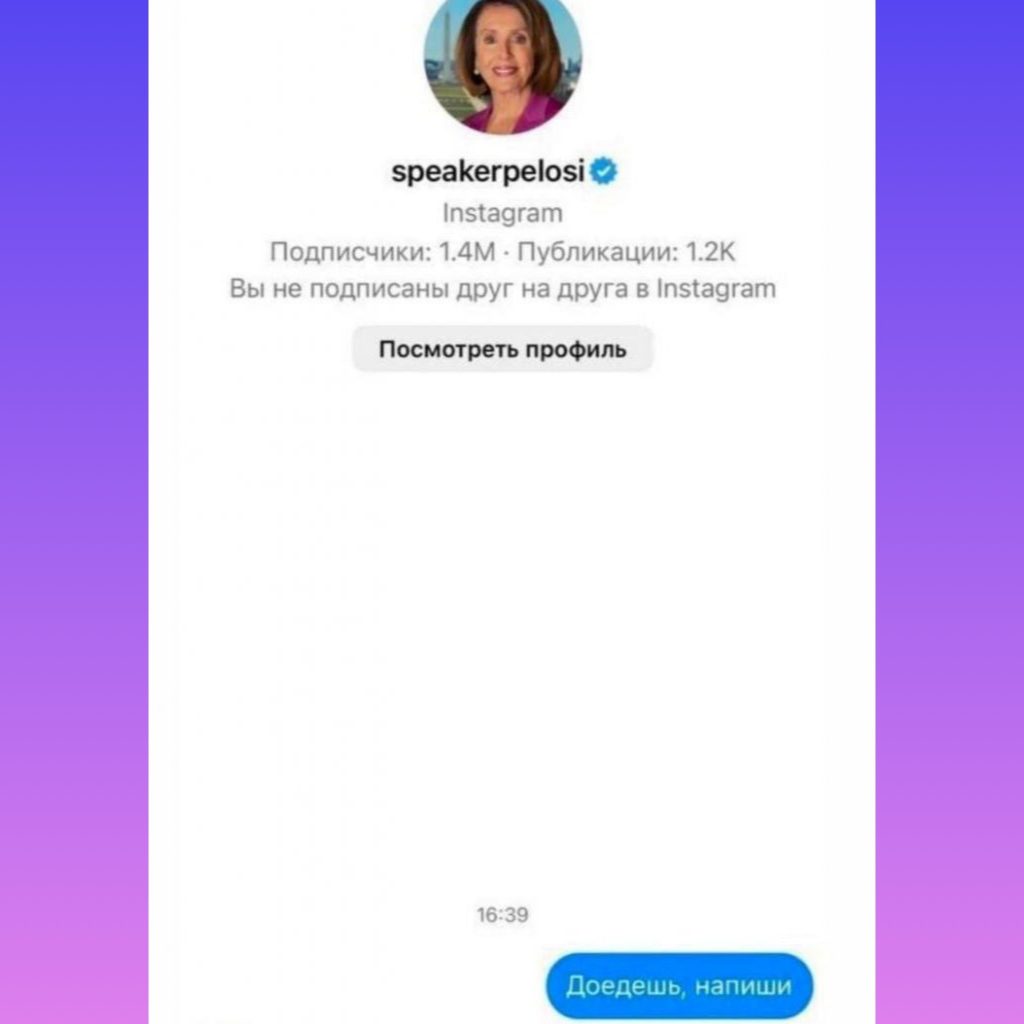 speakerpelosi
Instagram
Подписчики: 1.4M · Публикации: 1.2K
Вы не подписаны друг на друга в Instagram
Посмотреть профиль
16:39
Доедешь, напиши